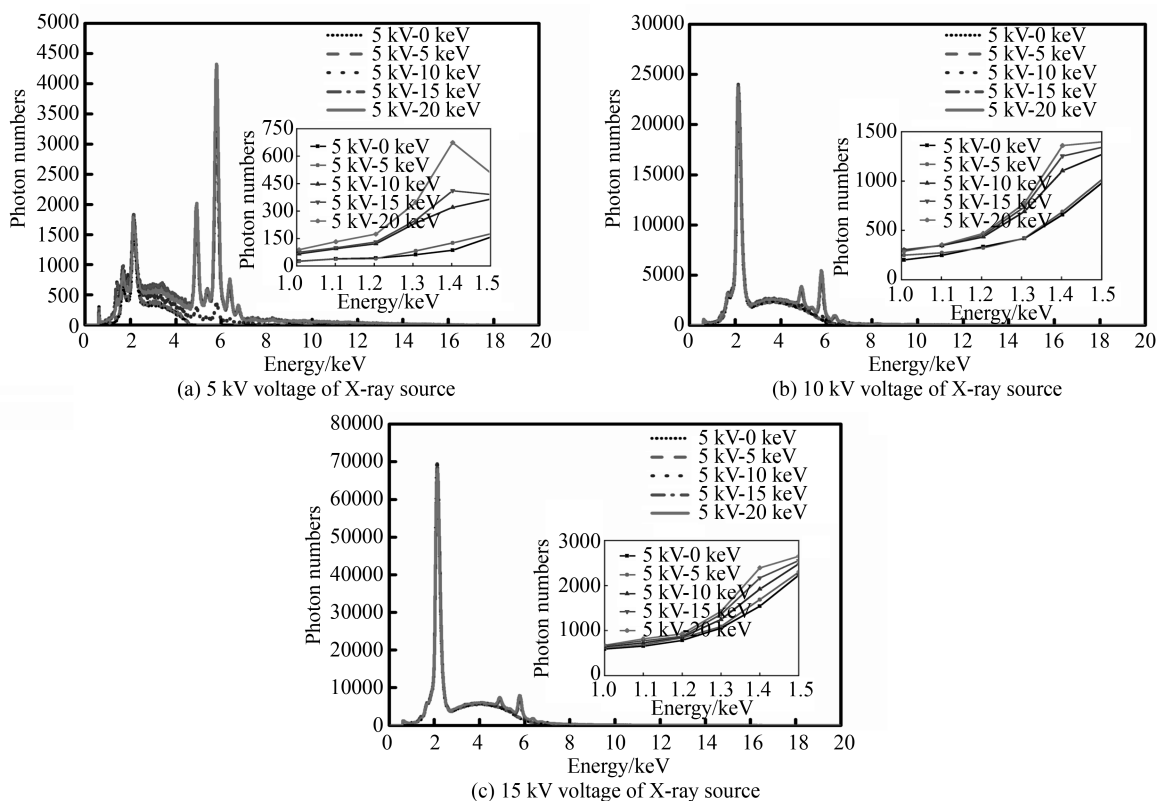 5000
4500
4000
3500
3000
2500
2000
1500
1000
500
0
Photon numbers
0 2 4 6 8 10 12 14 16 18 20
Energy/keV
5 kV-0 keV
5 kV-5 keV
5 kV-10 keV
5 kV-15 keV
5 kV-20 keV
750
600
450
300
150
0
Photon numbers
5 kV-0 keV
5 kV-5 keV
5 kV-10 keV
5 kV-15 keV
5 kV-20 keV
1.0 1.1 1.2 1.3 1.4 1.5
Energy/keV
(a) 5 kV voltage of X-ray source
30000
25000
20000
15000
10000
5000
0
Photon numbers
0 2 4 6 8 10 12 14 16 18 20
Energy/keV
5 kV-0 keV
5 kV-5 keV
5 kV-10 keV
5 kV-15 keV
5 kV-20 keV
1500
1000
500
0
Photon numbers
5 kV-0 keV
5 kV-5 keV
5 kV-10 keV
5 kV-15 keV
5 kV-20 keV
1.0 1.1 1.2 1.3 1.4 1.5
Energy/keV
(b) 10 kV voltage of X-ray source
80000
70000
60000
50000
40000
30000
20000
10000
0
Photon numbers
0 2 4 6 8 10 12 14 16 18 20
Energy/keV
5 kV-0 keV
5 kV-5 keV
5 kV-10 keV
5 kV-15 keV
5 kV-20 keV
3000
2000
1000
0
Photon numbers
5 kV-0 keV
5 kV-5 keV
5 kV-10 keV
5 kV-15 keV
5 kV-20 keV
1.0 1.1 1.2 1.3 1.4 1.5
Energy/keV
(c) 15 kV voltage of X-ray source